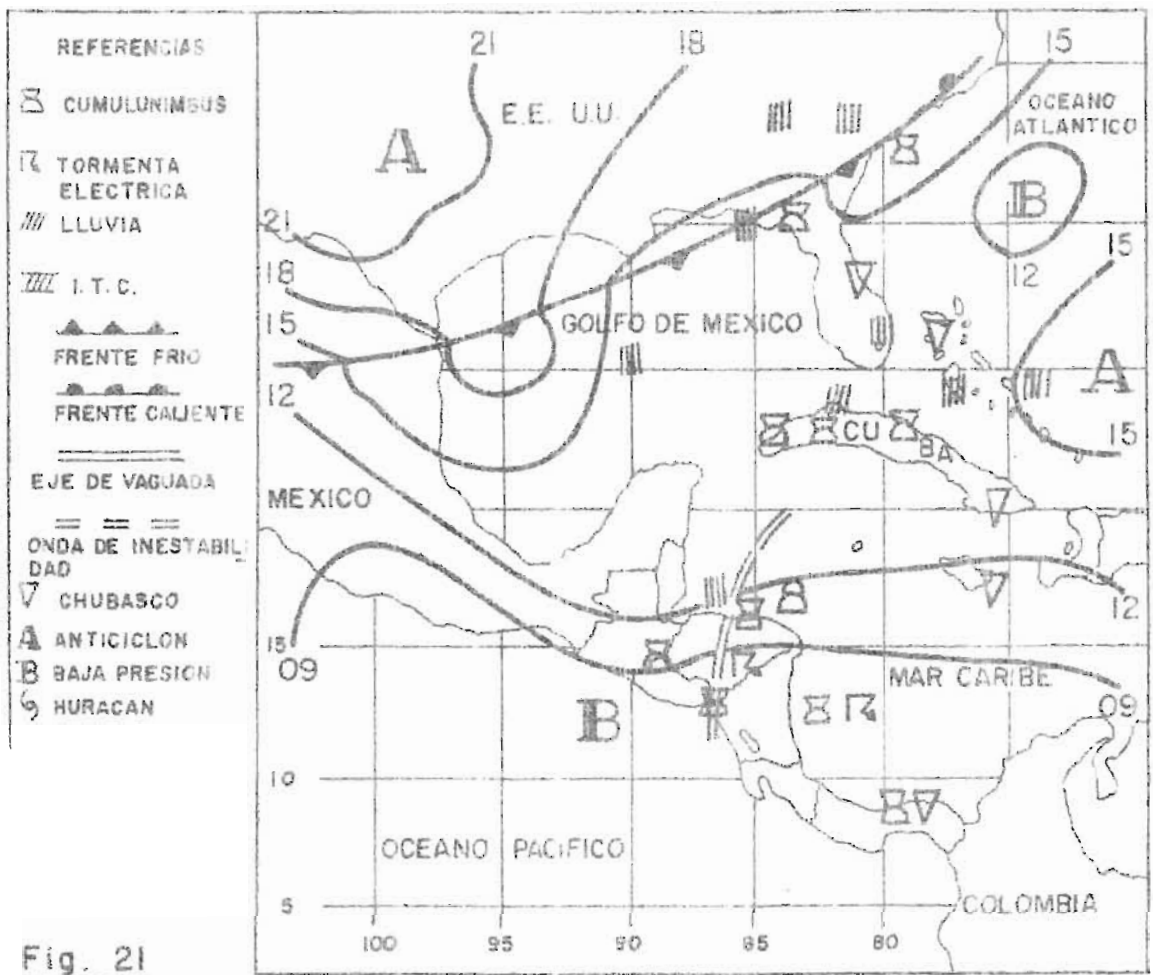 REFERENCIAS
CUMULUNIMBUS
TORMENTA
ELECTRICA
LLUVIA
I.T.C.
FRENTE FRIO
FRENTE CALIENTE
EJE DE VAGUADA
ONDA DE INESTABIL
DAD
CHUBASCO
A ANTICICLON
B BAJA PRESION
HURACAN
Fig. 21
21 18 15
E.E. U.U.
OCEANO
ATLANTICO
A
B
21
15
18
12
15
GOLFO DE MEXICO
A
12
CU
BA
15
MEXICO
12
15
09
MAR CARIBE
B
09
10
OCEANO PACIFICO
5
COLOMBIA
100 95 90 85 80